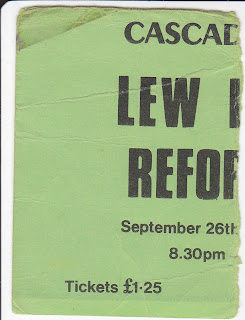 CASCAD
LEW
REFOR
September 26th
8.30pm
Tickets £1·25